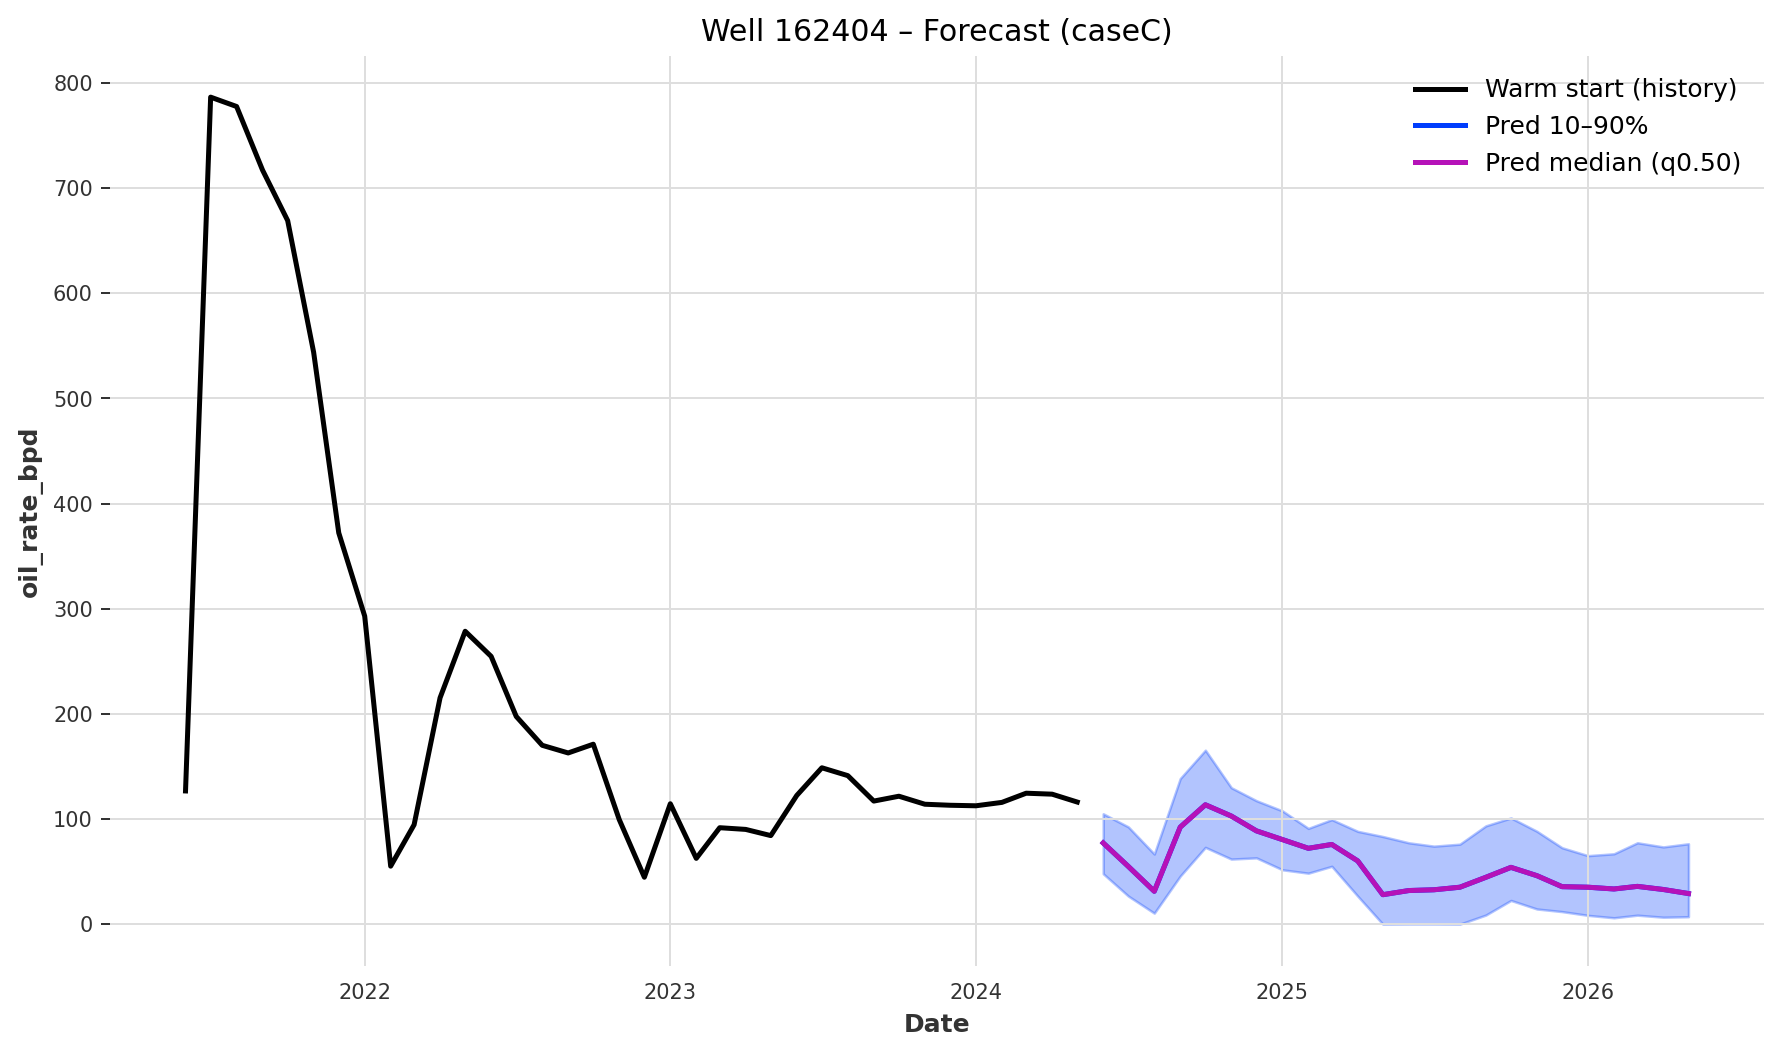 Well 162404 – Forecast (caseC)
Warm start (history)
Pred 10–90%
Pred median (q0.50)
oil_rate_bpd
800
700
600
500
400
300
200
100
0
2022 2023 2024 2025 2026
Date